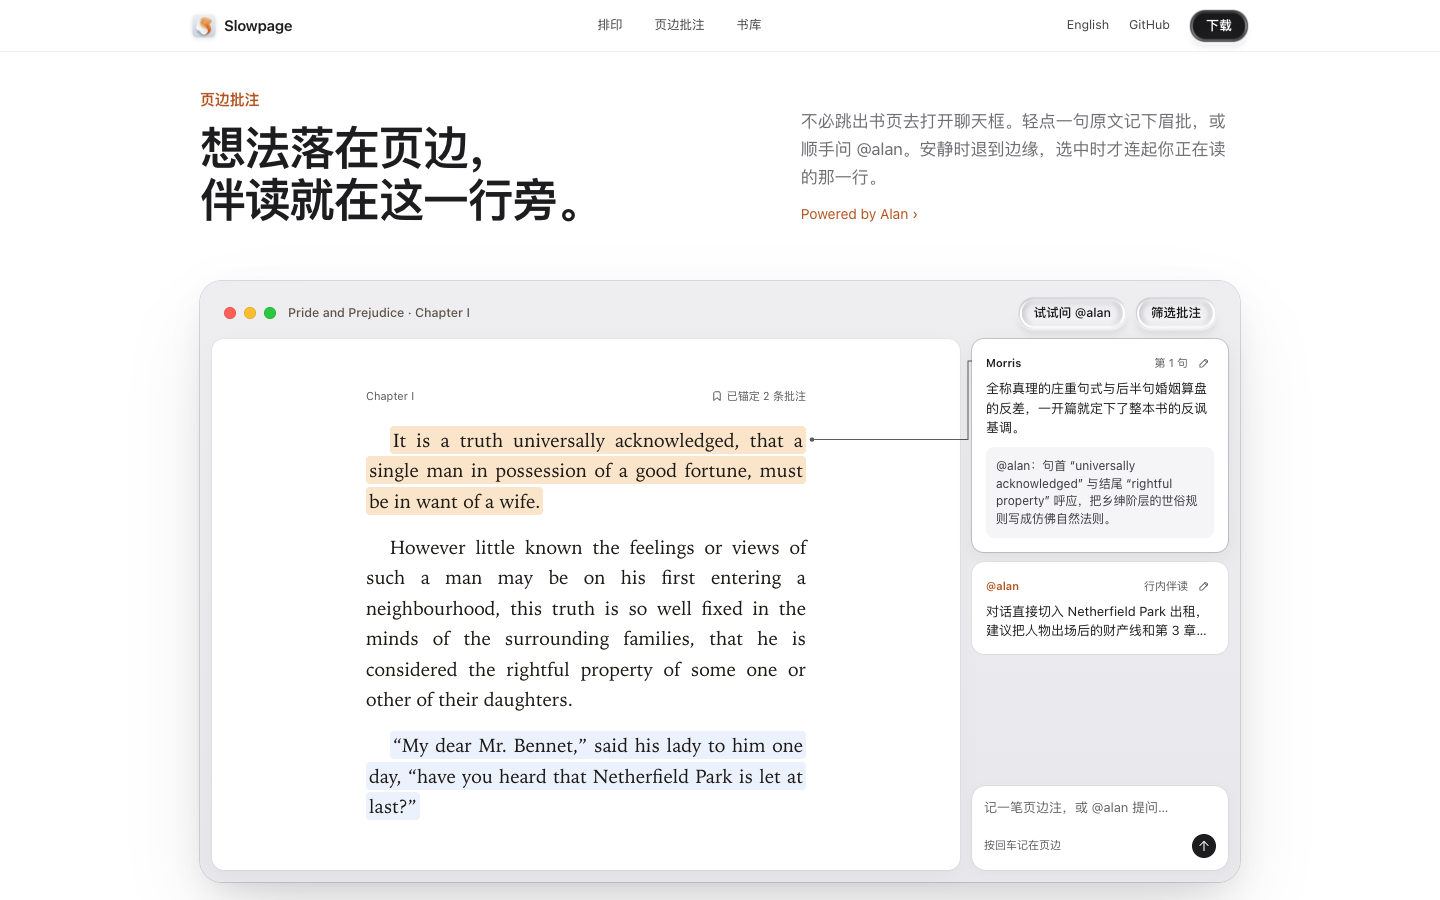 Slowpage
排印
页边批注
书库
English
GitHub
下载
页边批注
想法落在页边，
伴读就在这一行旁。
不必跳出书页去打开聊天框。轻点一句原文记下眉批，或
顺手问 @alan。安静时退到边缘，选中时才连起你正在读
的那一行。
Powered by Alan ›
Pride and Prejudice · Chapter I
试试问 @alan
筛选批注
Chapter I
已锚定 2 条批注
It is a truth universally acknowledged, that a
single man in possession of a good fortune, must
be in want of a wife.
However little known the feelings or views of
such a man may be on his first entering a
neighbourhood, this truth is so well fixed in the
minds of the surrounding families, that he is
considered the rightful property of some one or
other of their daughters.
“My dear Mr. Bennet,” said his lady to him one
day, “have you heard that Netherfield Park is let at
last?”
Morris
第 1 句
全称真理的庄重句式与后半句婚姻算盘
的反差，一开篇就定下了整本书的反讽
基调。
@alan：句首 “universally
acknowledged” 与结尾 “rightful
property” 呼应，把乡绅阶层的世俗规
则写成仿佛自然法则。
@alan
行内伴读
对话直接切入 Netherfield Park 出租，
建议把人物出场后的财产线和第 3 章...
记一笔页边注，或 @alan 提问...
按回车记在页边